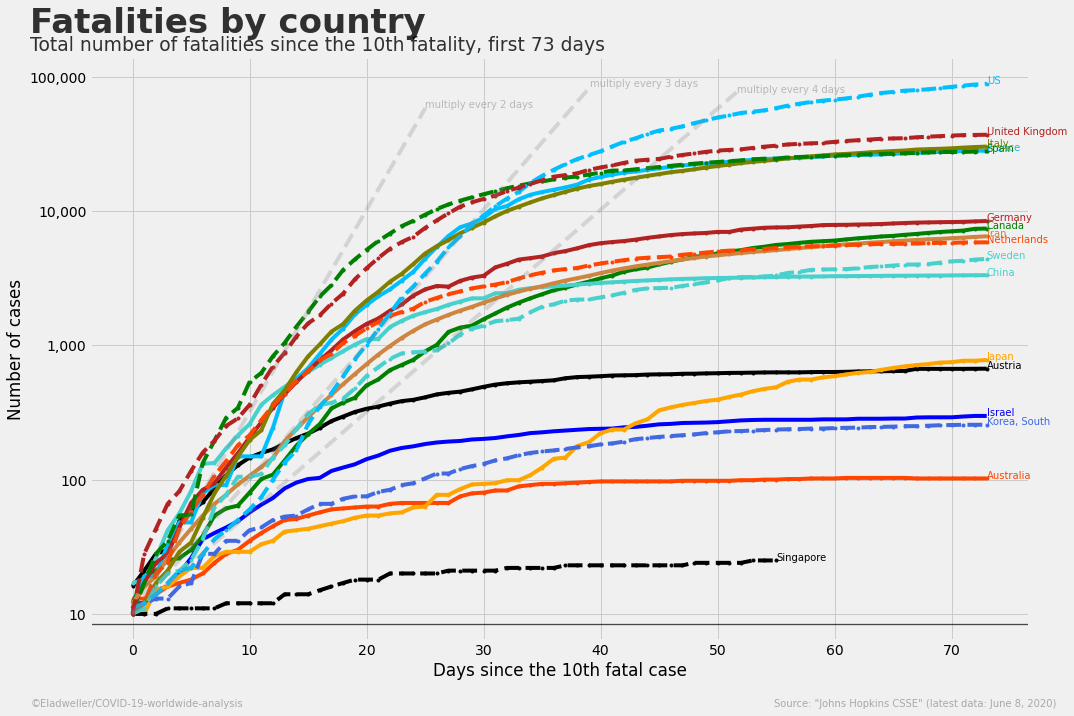 Fatalities by country
Total number of fatalities since the 10th fatality, first 73 days
100,000
10,000
1,000
100
10
Number of cases
multiply every 2 days
multiply every 3 days
multiply every 4 days
US
United Kingdom
Italy
Spain
Germany
Canada
Iran
Netherlands
Sweden
China
Japan
Austria
Israel
Korea, South
Australia
Singapore
0 10 20 30 40 50 60 70
Days since the 10th fatal case
©Eladweller/COVID-19-worldwide-analysis
Source: "Johns Hopkins CSSE" (latest data: June 8, 2020)